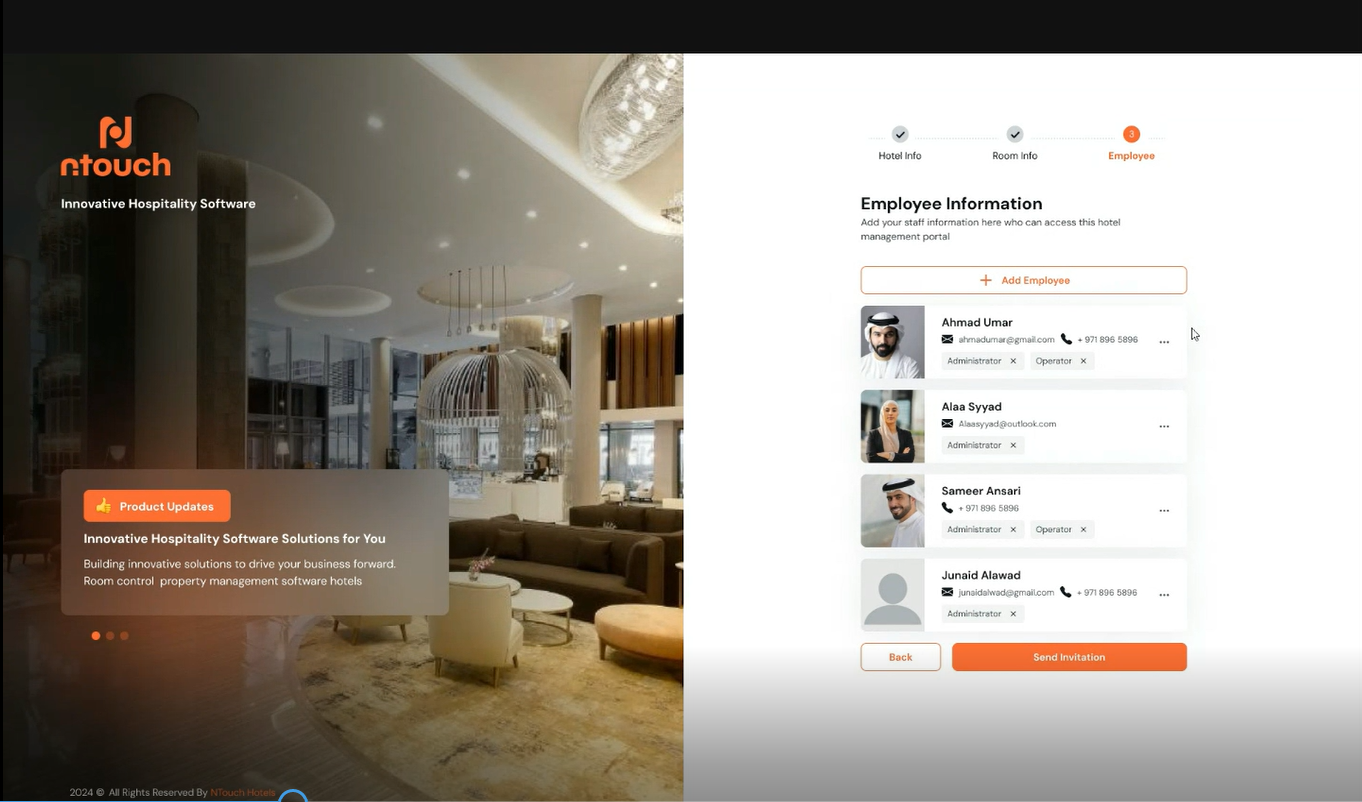 ntouch
Innovative Hospitality Software
Product Updates
Innovative Hospitality Software Solutions for You
Building innovative solutions to drive your business forward.
Room control property management software hotels
2024 © All Rights Reserved By NTouch Hotels
3
Hotel Info
Room Info
Employee
Employee Information
Add your staff information here who can access this hotel
management portal
+ Add Employee
Ahmad Umar
ahmadumar@gmail.com + 971 896 5896
Administrator × Operator ×
Alaa Syyad
Alaasyyad@outlook.com
Administrator ×
Sameer Ansari
+ 971 896 5896
Administrator × Operator ×
Junaid Alawad
junaidalwad@gmail.com + 971 896 5896
Administrator ×
Back
Send Invitation